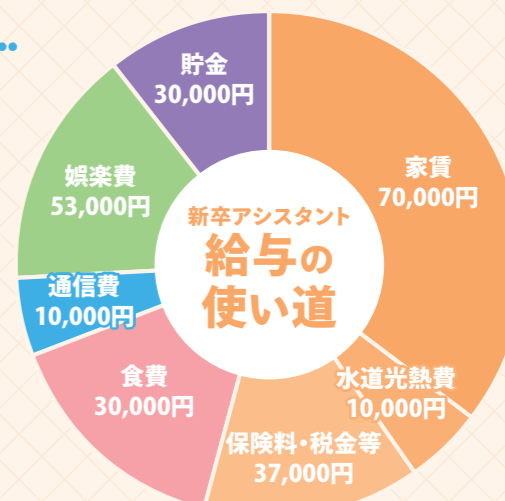 新卒アシスタント
給与の
使い道
家賃
70,000円
水道光熱費
10,000円
保険料・税金等
37,000円
食費
30,000円
通信費
10,000円
娯楽費
53,000円
貯金
30,000円